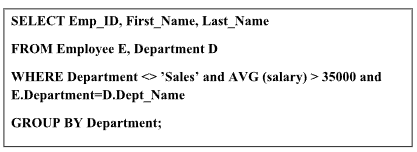 SELECT Emp_ID, First_Name, Last_Name
FROM Employee E, Department D
WHERE Department <> ’Sales’ and AVG (salary) > 35000 and
E.Department=D.Dept_Name
GROUP BY Department;